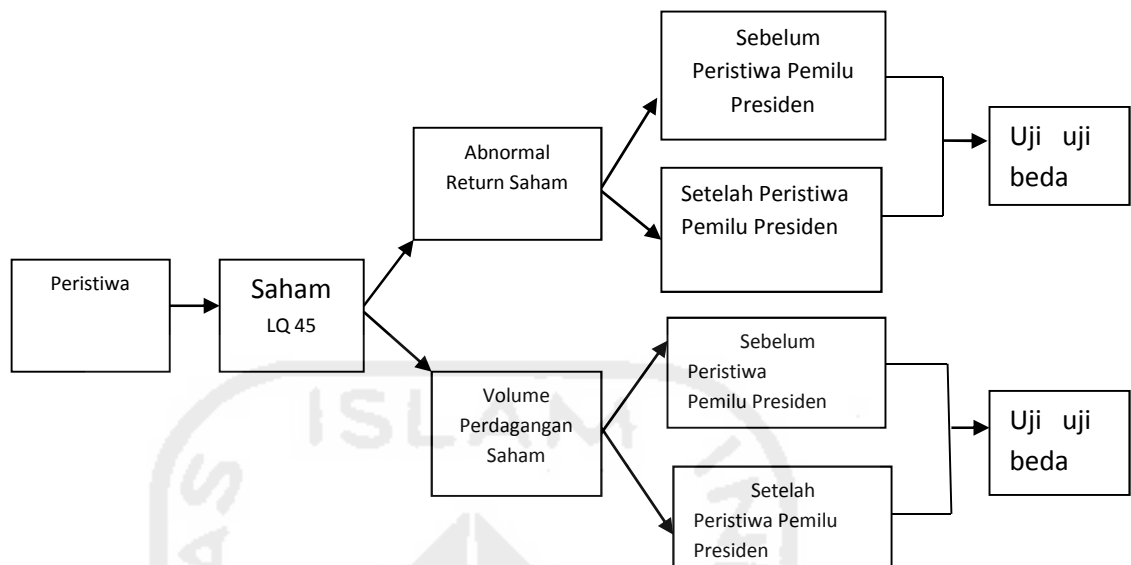 Sebelum
Peristiwa Pemilu
Presiden
Abnormal
Return Saham
Uji uji
beda
Setelah Peristiwa
Pemilu Presiden
Peristiwa
Saham
LQ 45
Sebelum
Peristiwa
Pemilu Presiden
Volume
Perdagangan
Saham
Uji uji
beda
Setelah
Peristiwa Pemilu
Presiden
ISLAM